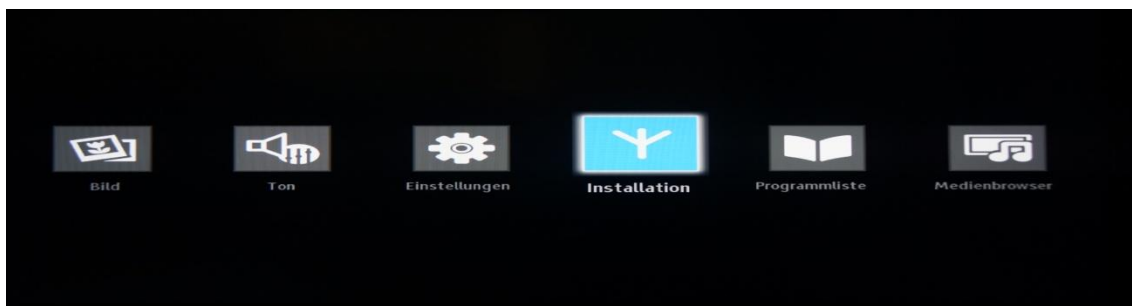 Bild
Ton
Einstellungen
Installation
Programmliste
Medienbrowser